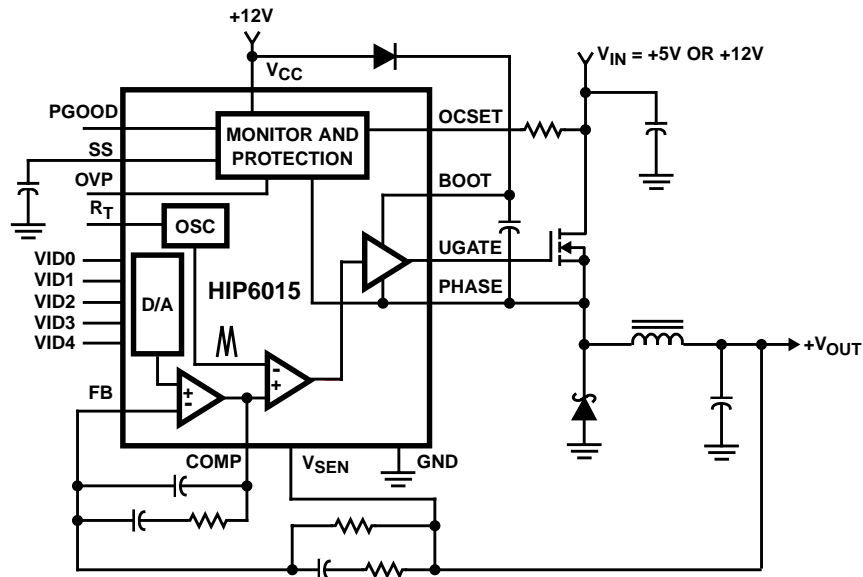 +12V
V_IN = +5V OR +12V
V_CC
PGOOD
MONITOR AND
PROTECTION
OCSET
SS
OVP
BOOT
R_T
OSC
UGATE
VID0
VID1
VID2
VID3
VID4
D/A
HIP6015
PHASE
+V_OUT
FB
+
-
-
+
COMP
V_SEN
GND